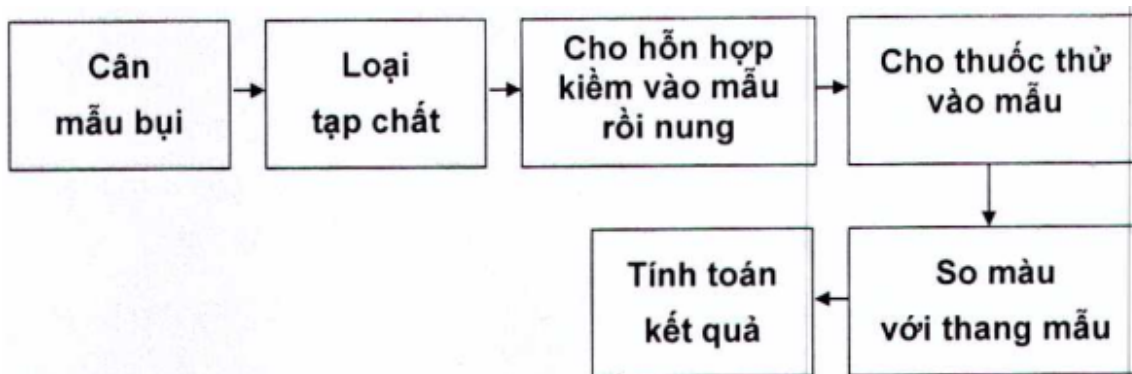 Cân
mẫu bụi
Loại
tạp chất
Cho hỗn hợp
kiềm vào mẫu
rồi nung
Cho thuốc thử
vào mẫu
So màu
với thang mẫu
Tính toán
kết quả